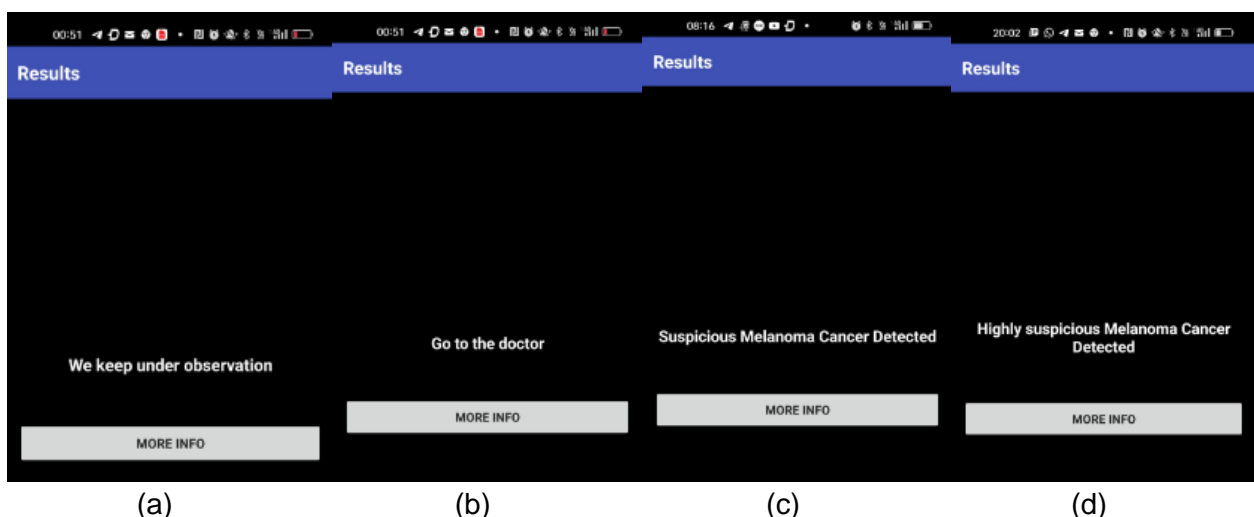 00:51
Results
We keep under observation
MORE INFO
(a)
00:51
Results
Go to the doctor
MORE INFO
(b)
08:16
Results
Suspicious Melanoma Cancer Detected
MORE INFO
(c)
20:02
Results
Highly suspicious Melanoma Cancer
Detected
MORE INFO
(d)